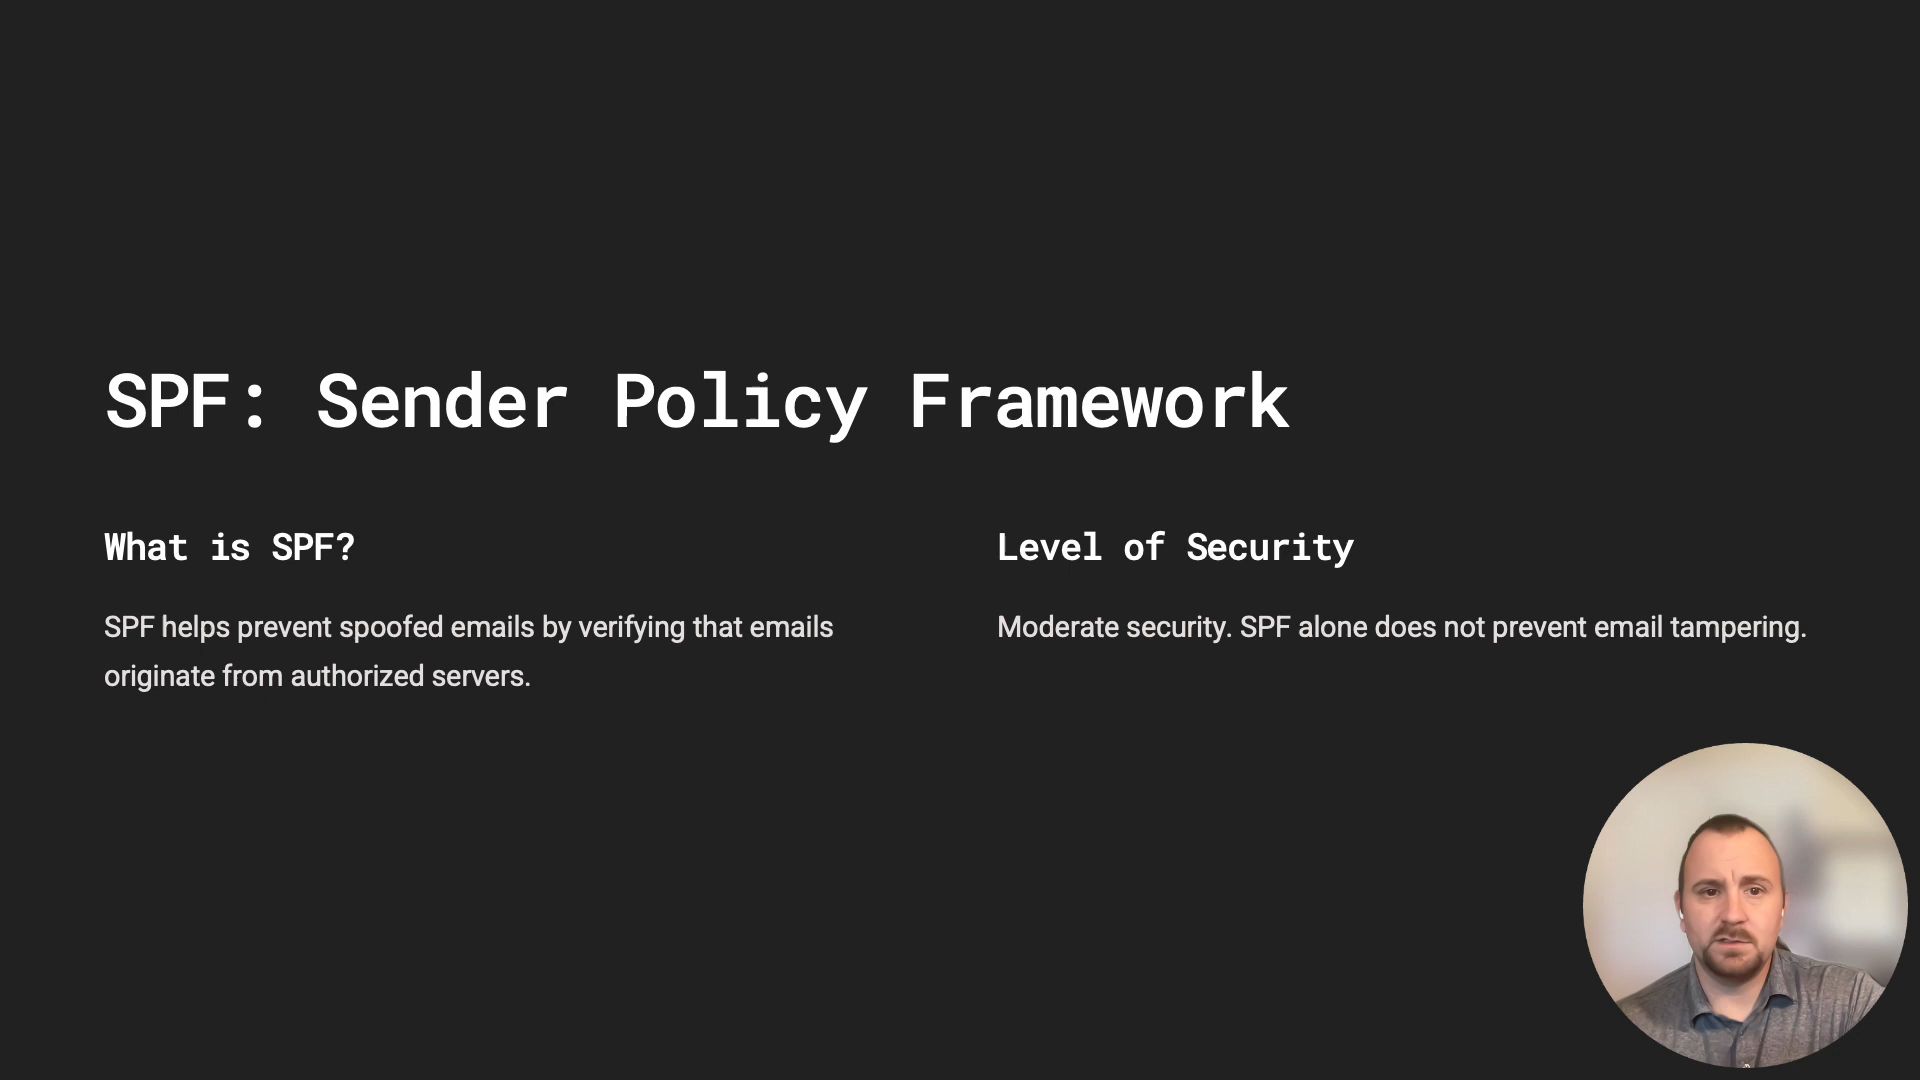 SPF: Sender Policy Framework
What is SPF?
SPF helps prevent spoofed emails by verifying that emails
originate from authorized servers.
Level of Security
Moderate security. SPF alone does not prevent email tampering.